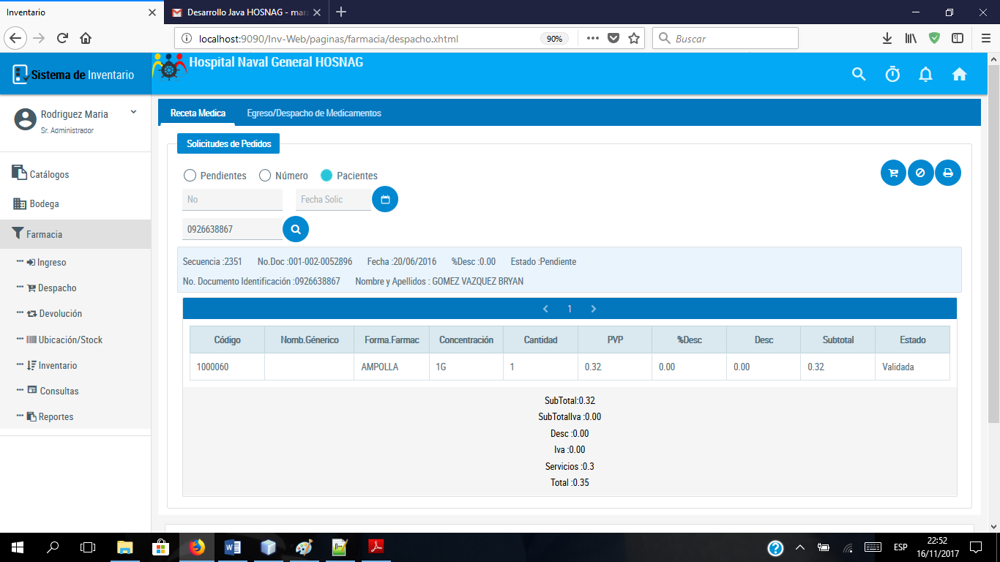 Inventario
Desarrollo Java HOSNAG - mar
localhost:9090/Inv-Web/paginas/farmacia/despacho.xhtml
90%
Buscar
Sistema de Inventario
Hospital Naval General HOSNAG
Rodriguez Maria
Sr. Administrador
Catálogos
Bodega
Farmacia
Ingreso
Despacho
Devolución
Ubicación/Stock
Inventario
Consultas
Reportes
Receta Medica Egreso/Despacho de Medicamentos
Solicitudes de Pedidos
Pendientes Número Pacientes
No Fecha Solic
0926638867
Secuencia :2351 No.Doc :001-002-0052896 Fecha :20/06/2016 %Desc :0.00 Estado :Pendiente
No. Documento Identificación :0926638867 Nombre y Apellidos : GOMEZ VAZQUEZ BRYAN
1
Código Nomb.Génerico Forma.Farmac Concentración Cantidad PVP %Desc Desc Subtotal Estado
1000060 AMPOLLA 1G 1 0.32 0.00 0.00 0.32 Validada
SubTotal:0.32
SubTotalIva :0.00
Desc :0.00
Iva :0.00
Servicios :0.3
Total :0.35
ESP
22:52
16/11/2017